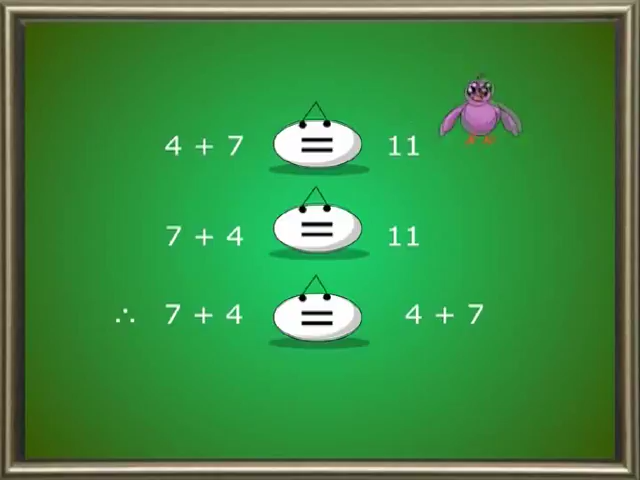 4 + 7 = 11
7 + 4 = 11
∴ 7 + 4 = 4 + 7